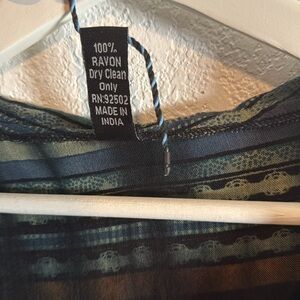 100%
RAYON
Dry Clean
Only
RN:92502
MADE IN
INDIA